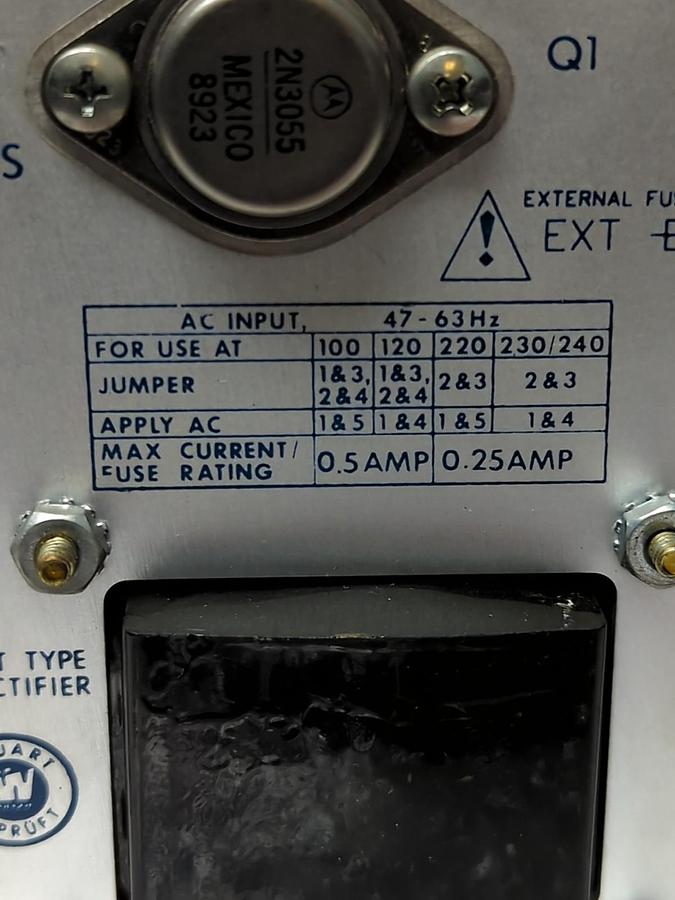 2N3055
MEXICO
8923
Q1
S
EXTERNAL FU
EXT
AC INPUT, 47-63Hz
FOR USE AT 100 120 220 230/240
JUMPER 1&3, 2&4 1&3, 2&4 2&3 2&3
APPLY AC 1&5 1&4 1&5 1&4
MAX CURRENT/
FUSE RATING 0.5AMP 0.25AMP
T TYPE
CTIFIER
UART
PRÜFT